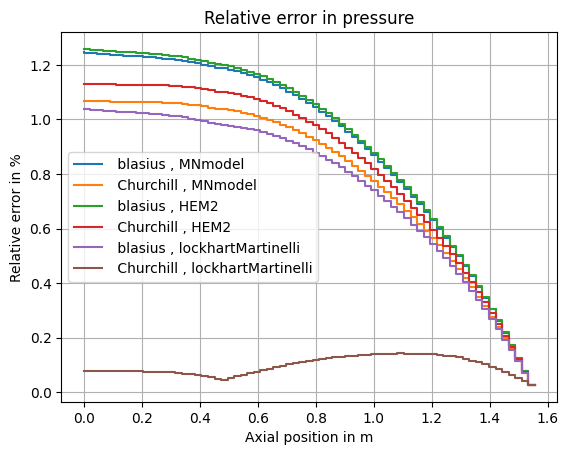 Relative error in pressure
Relative error in %
1.2
1.0
0.8
0.6
0.4
0.2
0.0
blasius , MNmodel
Churchill , MNmodel
blasius , HEM2
Churchill , HEM2
blasius , lockhartMartinelli
Churchill , lockhartMartinelli
0.0 0.2 0.4 0.6 0.8 1.0 1.2 1.4 1.6
Axial position in m